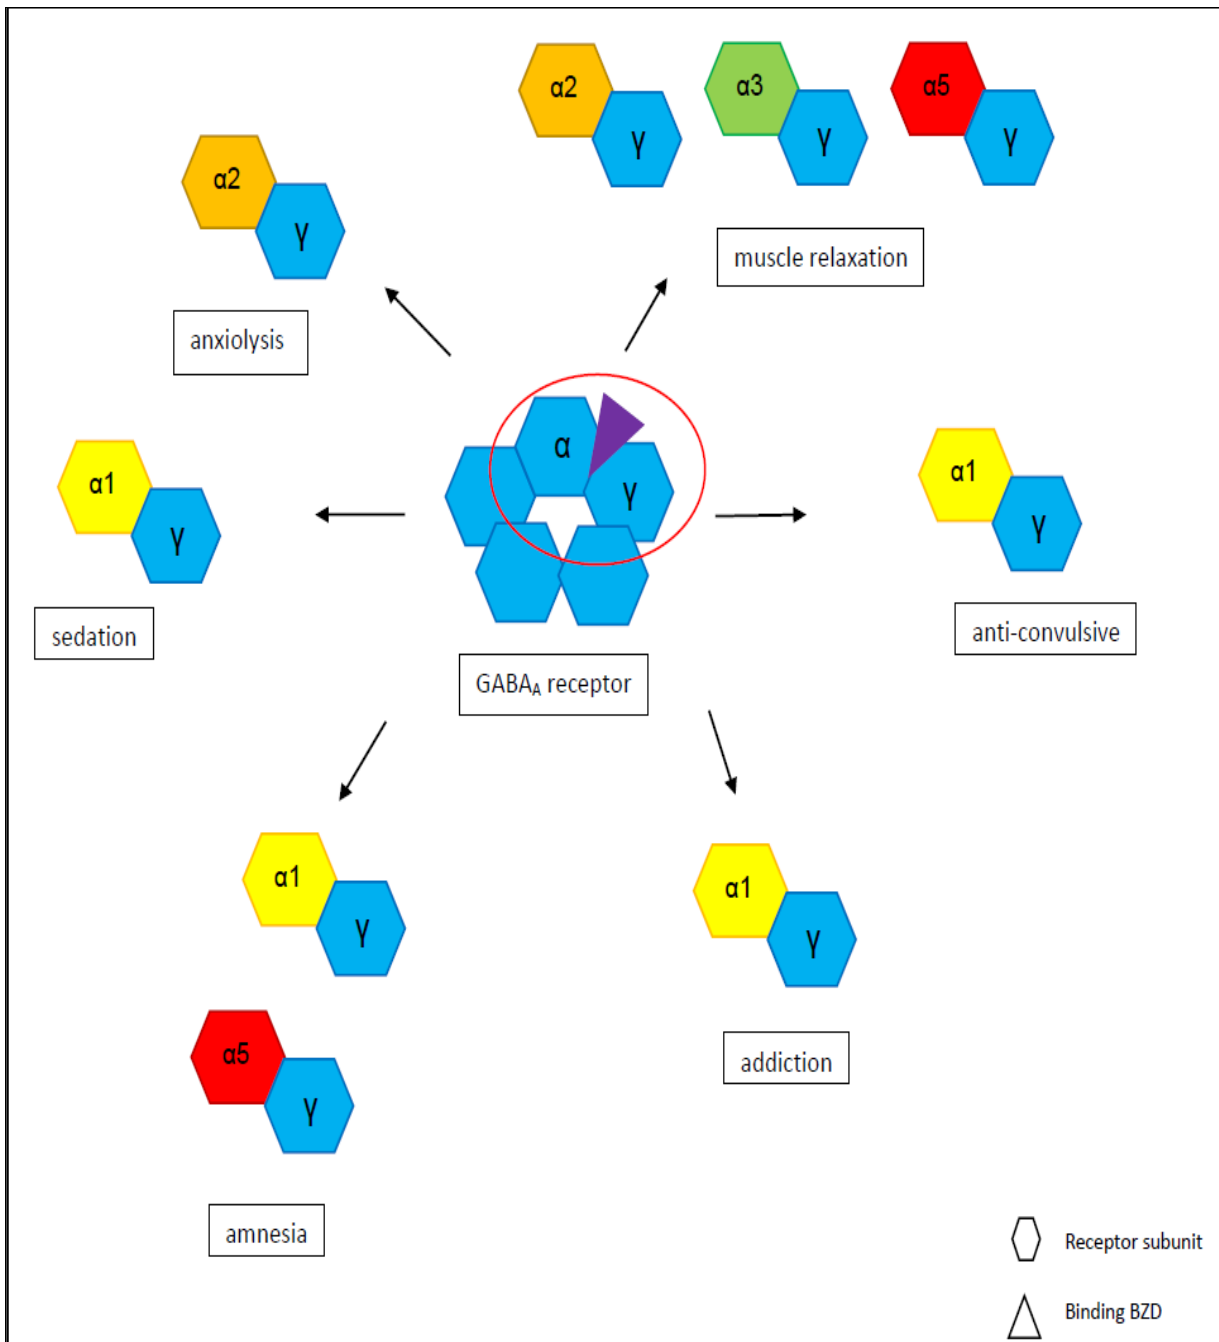 α2
γ
α3
γ
α5
γ
muscle relaxation
α2
γ
anxiolysis
α
γ
GABAA receptor
α1
γ
sedation
α1
γ
anti-convulsive
α1
γ
α5
γ
amnesia
α1
γ
addiction
Receptor subunit
Binding BZD